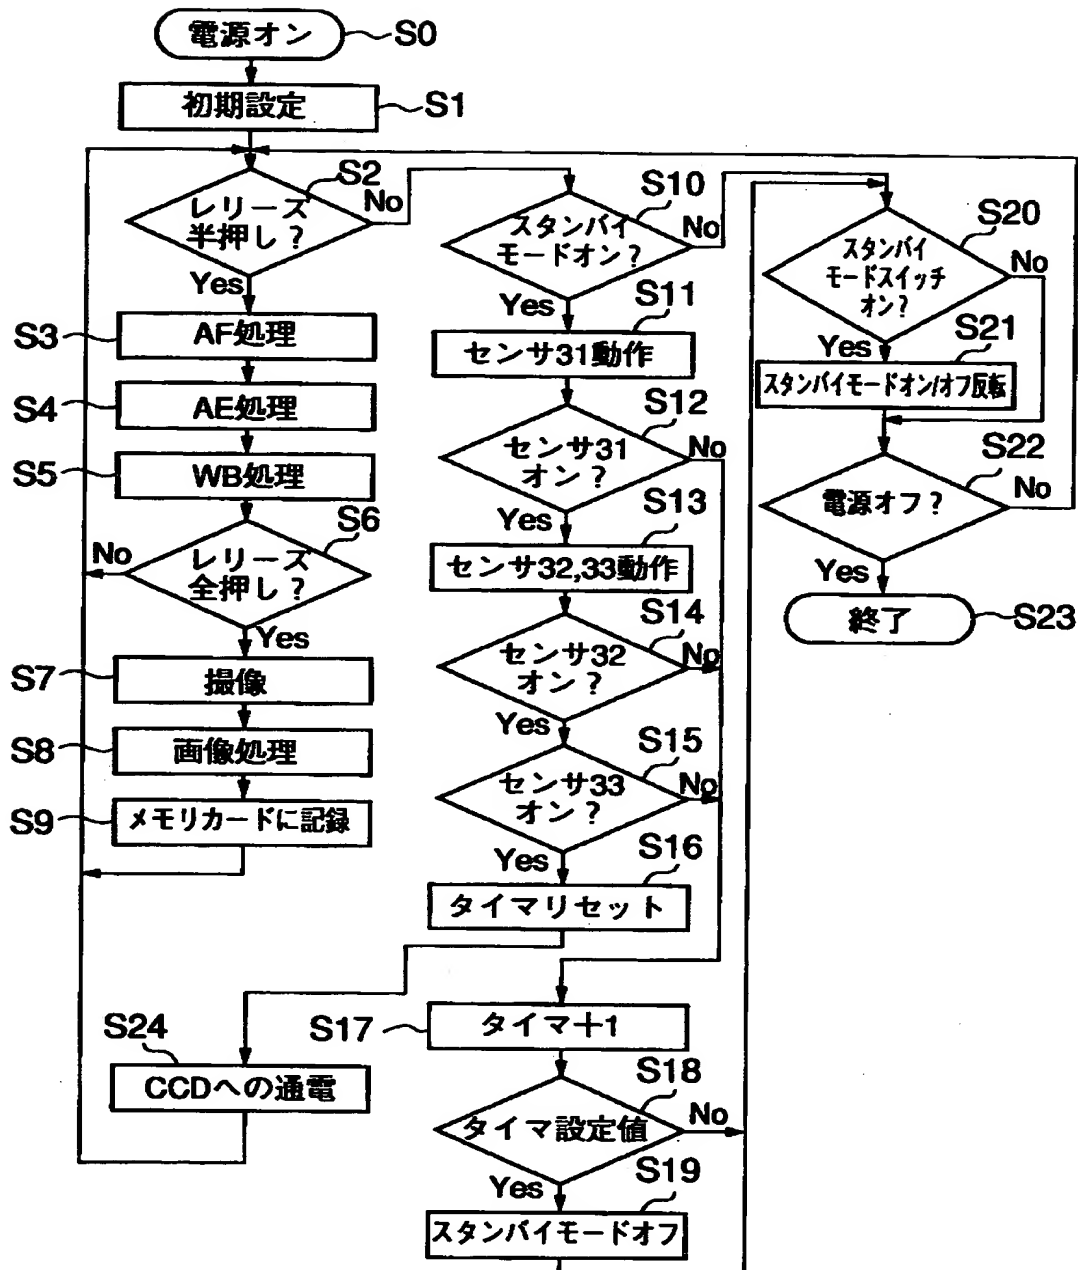 電源オン
S0
初期設定
S1
レリーズ
半押し?
S2
No
Yes
AF処理
S3
AE処理
S4
WB処理
S5
レリーズ
全押し?
S6
No
Yes
撮像
S7
画像処理
S8
メモリカードに記録
S9
スタンバイ
モードオン?
S10
No
Yes
センサ31動作
S11
センサ31
オン?
S12
No
Yes
センサ32,33動作
S13
センサ32
オン?
S14
No
Yes
センサ33
オン?
S15
No
Yes
タイマリセット
S16
CCDへの通電
S24
タイマ+1
S17
タイマ設定値
S18
No
Yes
スタンバイモードオフ
S19
スタンバイ
モードスイッチ
オン?
S20
No
Yes
スタンバイモードオン/オフ反転
S21
電源オフ?
S22
No
Yes
終了
S23